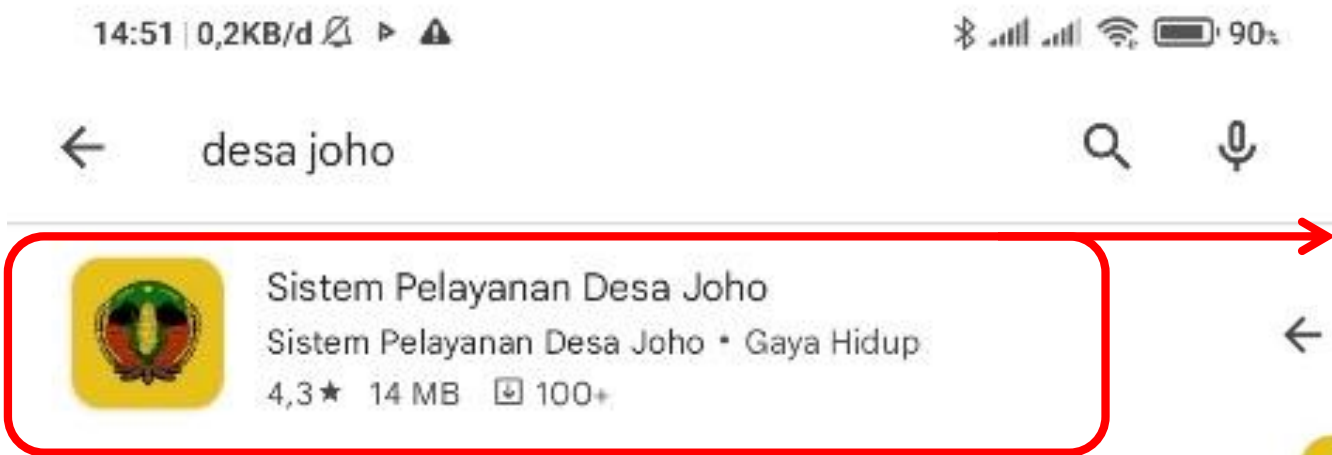 14:51 | 0,2KB/d
90%
desa joho
Sistem Pelayanan Desa Joho
Sistem Pelayanan Desa Joho • Gaya Hidup
4,3★ 14 MB 100+